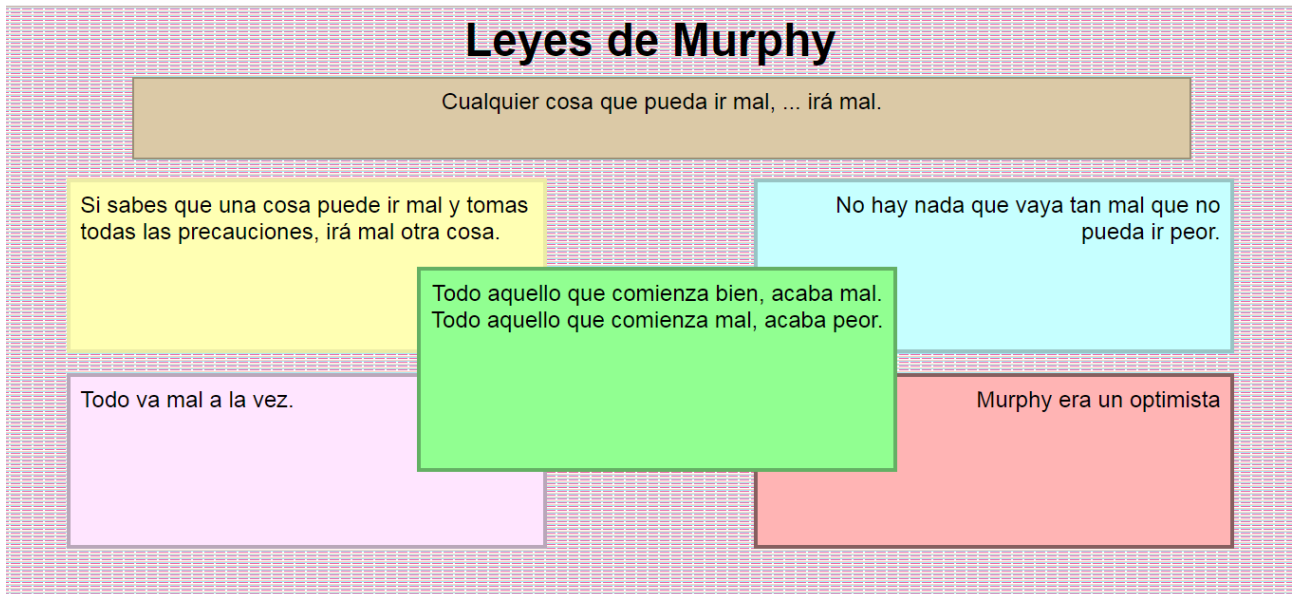 Leyes de Murphy
Cualquier cosa que pueda ir mal, ... irá mal.
Si sabes que una cosa puede ir mal y tomas
todas las precauciones, irá mal otra cosa.
No hay nada que vaya tan mal que no
pueda ir peor.
Todo aquello que comienza bien, acaba mal.
Todo aquello que comienza mal, acaba peor.
Todo va mal a la vez.
Murphy era un optimista